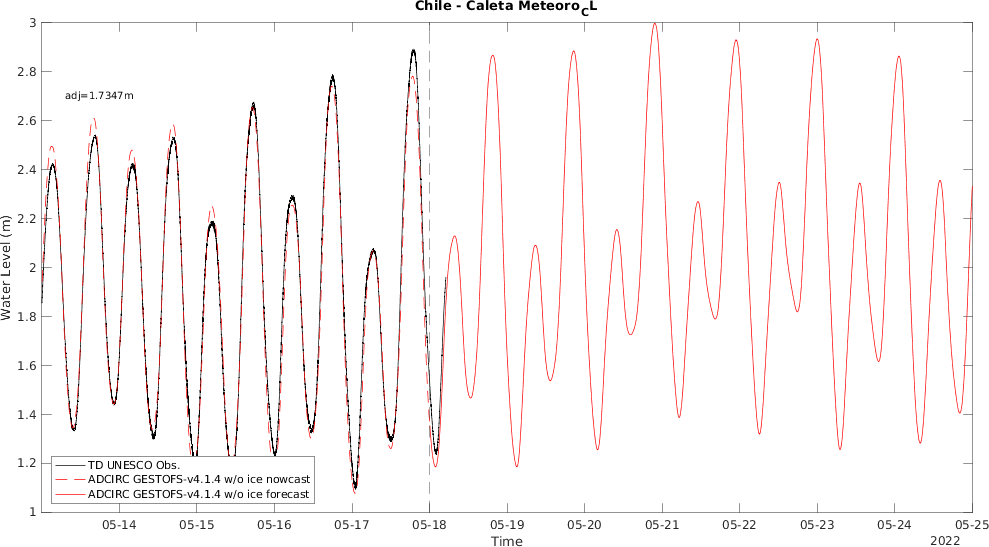 Chile - Caleta Meteoro_CL
3
2.8
adj=1.7347m
2.6
2.4
2.2
2
1.8
1.6
1.4
1.2
1
Water Level (m)
TD UNESCO Obs.
ADCIRC GESTOFS-v4.1.4 w/o ice nowcast
ADCIRC GESTOFS-v4.1.4 w/o ice forecast
05-14 05-15 05-16 05-17 05-18 05-19 05-20 05-21 05-22 05-23 05-24 05-25
Time
2022